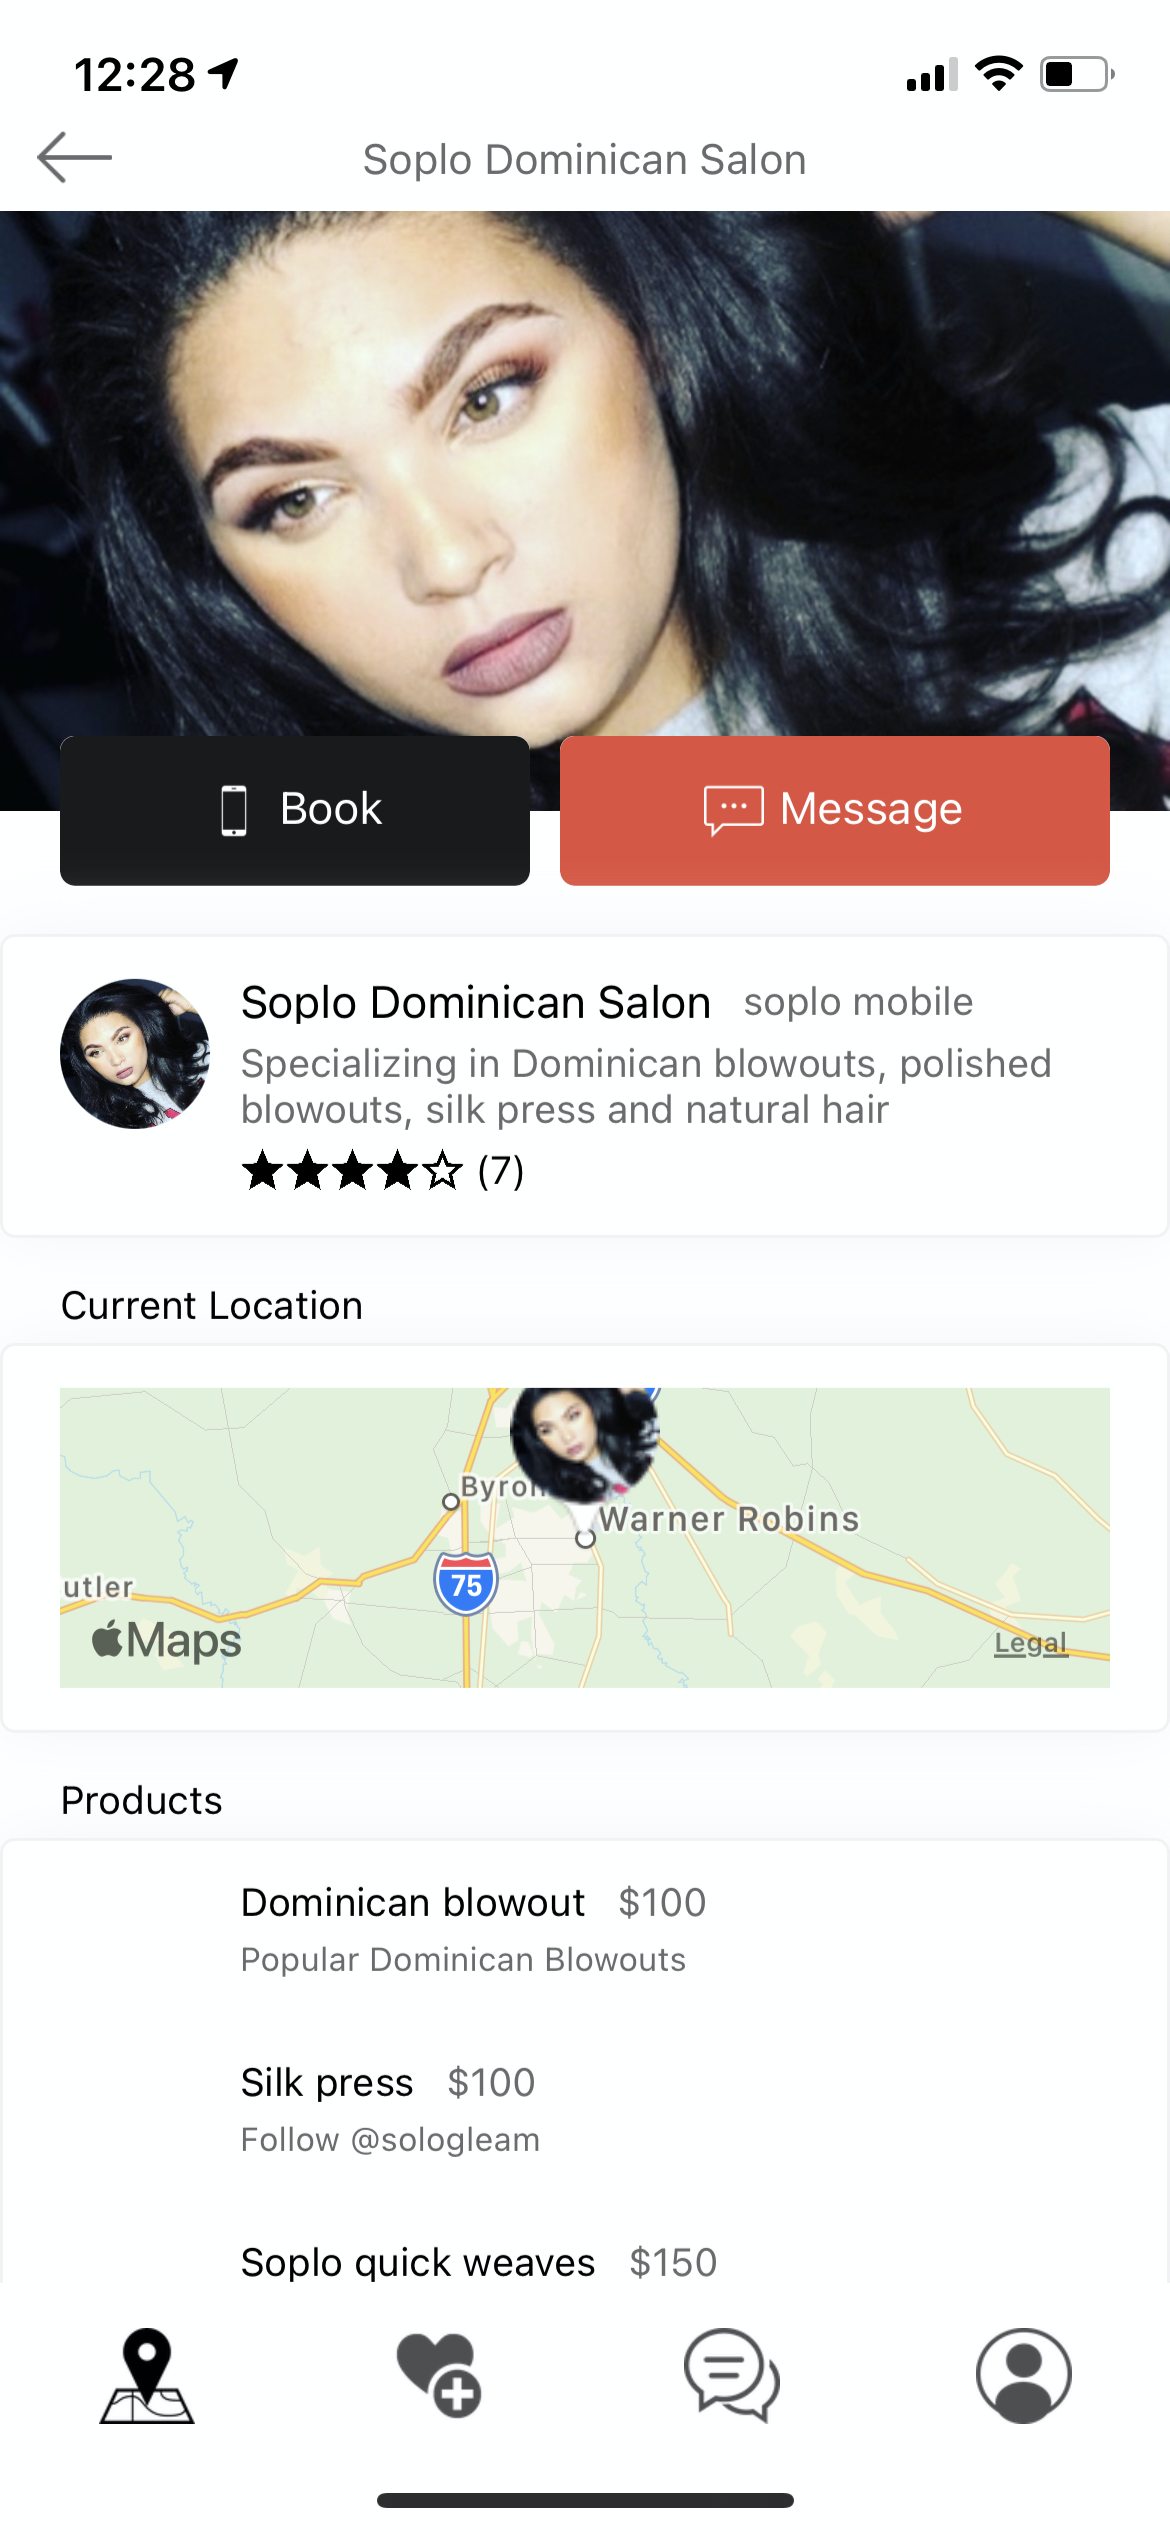 12:28
Soplo Dominican Salon
Book
Message
Soplo Dominican Salon soplo mobile
Specializing in Dominican blowouts, polished
blowouts, silk press and natural hair
(7)
Current Location
Byron
Warner Robins
75
utler
Maps
Legal
Products
Dominican blowout $100
Popular Dominican Blowouts
Silk press $100
Follow @sologleam
Soplo quick weaves $150